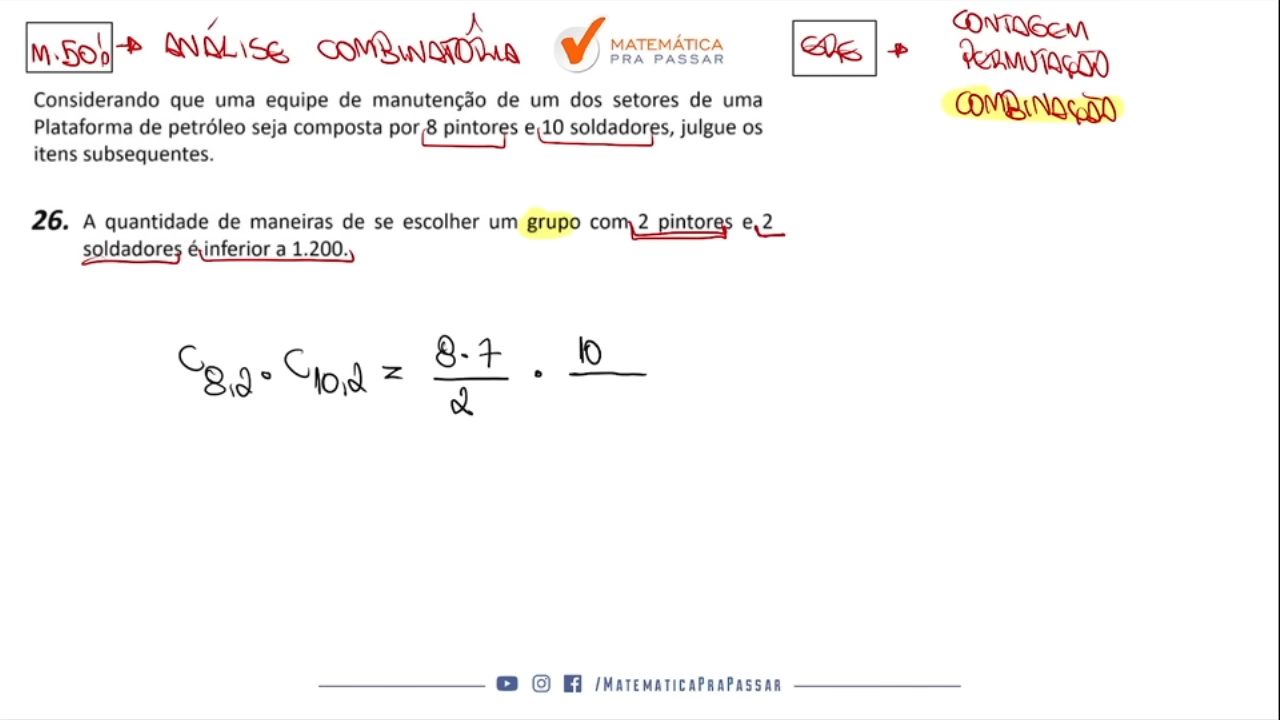 M.50'p → ANÁLISE COMBINATÓRIA
MATEMÁTICA
PRA PASSAR
→ CONTAGEM
PERMUTAÇÃO
COMBINAÇÃO
Considerando que uma equipe de manutenção de um dos setores de uma
Plataforma de petróleo seja composta por 8 pintores e 10 soldadores, julgue os
itens subsequentes.
26. A quantidade de maneiras de se escolher um grupo com 2 pintores e 2
soldadores é inferior a 1.200.
C8,2 . C10,2 = 8.7/2 . 10
/MATEMATICAPRAPASSAR